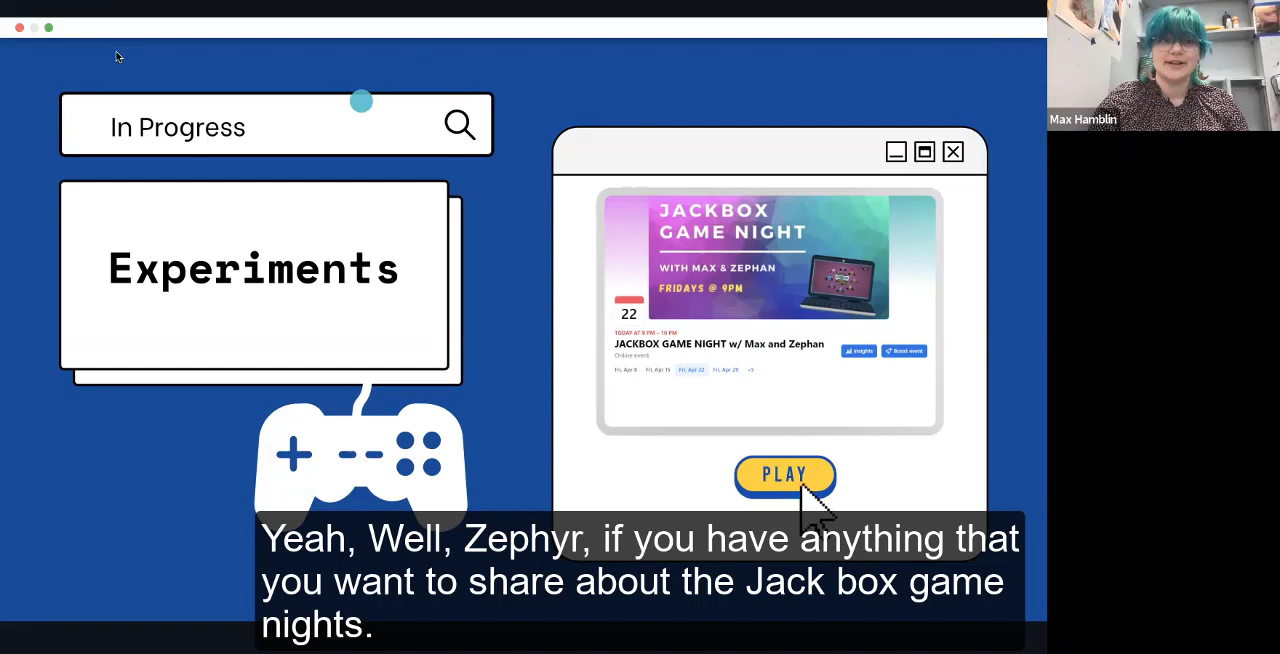 In Progress
Experiments
JACKBOX
GAME NIGHT
WITH MAX & ZEPHAN
FRIDAYS @ 9PM
22
TODAY AT 9 PM – 10 PM
JACKBOX GAME NIGHT w/ Max and Zephan
Online event
Insights
Boost event
Fri, Apr 8
Fri, Apr 15
Fri, Apr 22
Fri, Apr 29
+5
PLAY
Max Hamblin
Yeah, Well, Zephyr, if you have anything that
you want to share about the Jack box game
nights.